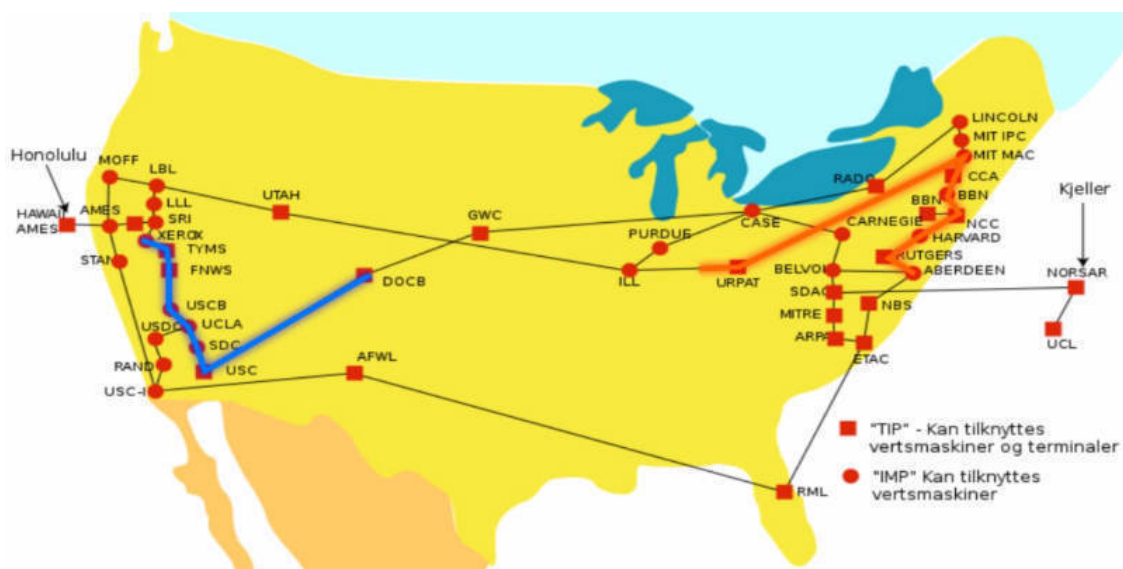 LINCOLN
MIT IPC
MIT MAC
Honolulu
MOFF
LBL
RADC
CCA
Kjeller
LLL
UTAH
BBN
BBN
HAWAII
AMES
AMES
SRI
GWC
CASE
CARNEGIE
NCC
XEROX
PURDUE
HARVARD
TYMS
RUTGERS
STAN
FNWS
DOCB
ILL
URPAT
BELVOI
ABERDEEN
NORSAR
SDAC
USCB
NBS
USDC
UCLA
MITRE
SDC
ARPA
UCL
RAND
USC
AFWL
ETAC
USC-I
"TIP" - Kan tilknyttes
vertsmaskiner og terminaler
"IMP" Kan tilknyttes
vertsmaskiner
RML